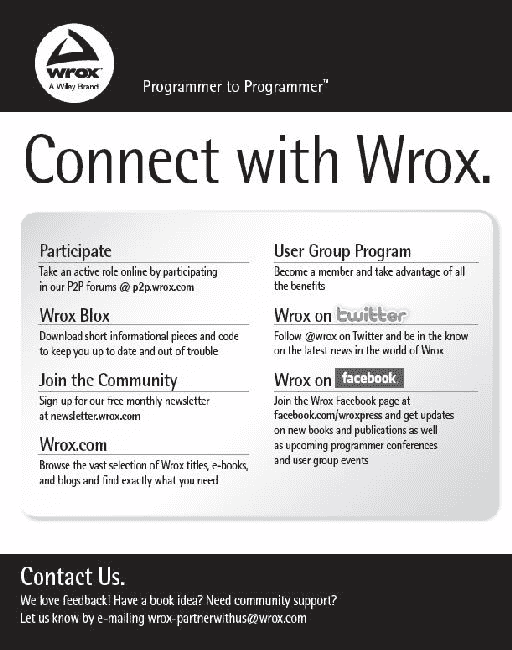 wrox™
A Wiley Brand
Programmer to Programmer™
Connect with Wrox.
Participate
Take an active role online by participating
in our P2P forums @ p2p.wrox.com
Wrox Blox
Download short informational pieces and code
to keep you up to date and out of trouble
Join the Community
Sign up for our free monthly newsletter
at newsletter.wrox.com
Wrox.com
Browse the vast selection of Wrox titles, e-books,
and blogs and find exactly what you need
User Group Program
Become a member and take advantage of all
the benefits
Wrox on twitter
Follow @wrox on Twitter and be in the know
on the latest news in the world of Wrox
Wrox on facebook
Join the Wrox Facebook page at
facebook.com/wroxpress and get updates
on new books and publications as well
as upcoming programmer conferences
and user group events
Contact Us.
We love feedback! Have a book idea? Need community support?
Let us know by e-mailing wrox-partnerwithus@wrox.com